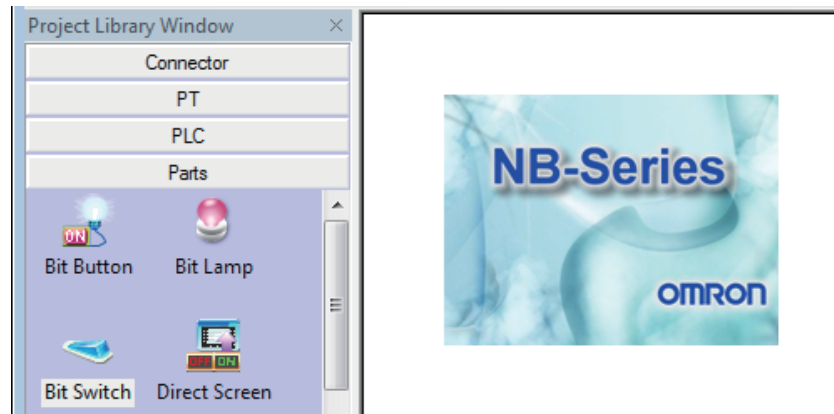 Project Library Window
Connector
PT
PLC
Parts
ON
Bit Button
Bit Lamp
Bit Switch
OFF ON
Direct Screen
NB-Series
OMRON